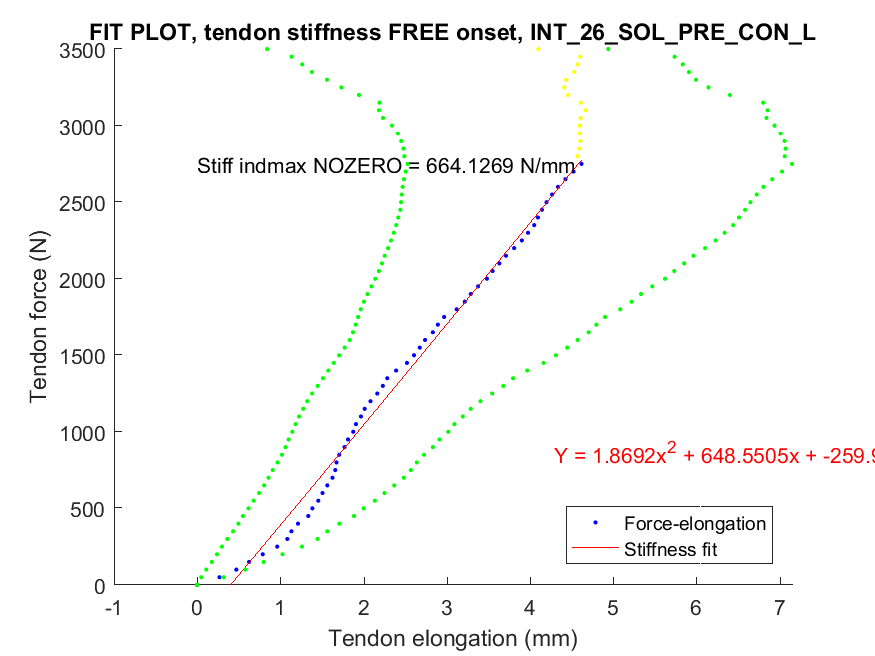 FIT PLOT, tendon stiffness FREE onset, INT_26_SOL_PRE_CON_L
3500
3000
2500
2000
1500
1000
500
0
Tendon force (N)
Stiff indmax NOZERO = 664.1269 N/mm
Y = 1.8692x² + 648.5505x + -259.9
Force-elongation
Stiffness fit
-1 0 1 2 3 4 5 6 7
Tendon elongation (mm)